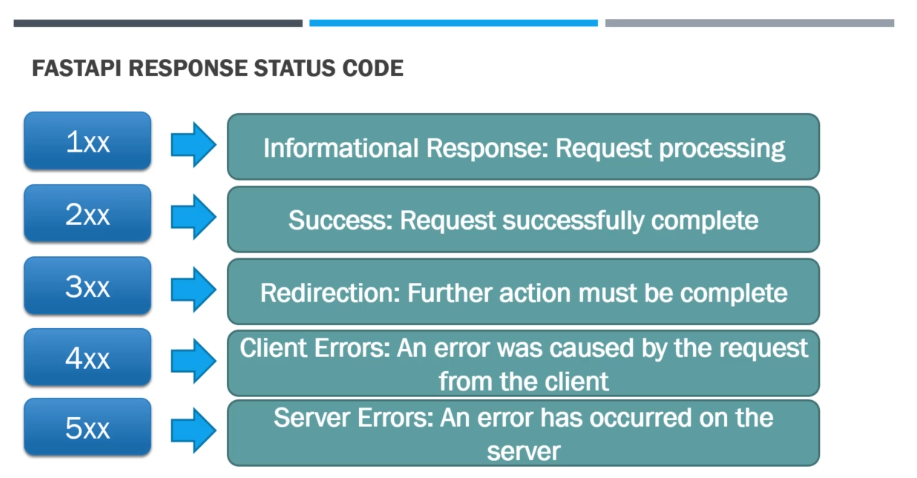 FASTAPI RESPONSE STATUS CODE
1xx
Informational Response: Request processing
2xx
Success: Request successfully complete
3xx
Redirection: Further action must be complete
4xx
Client Errors: An error was caused by the request
from the client
5xx
Server Errors: An error has occurred on the
server